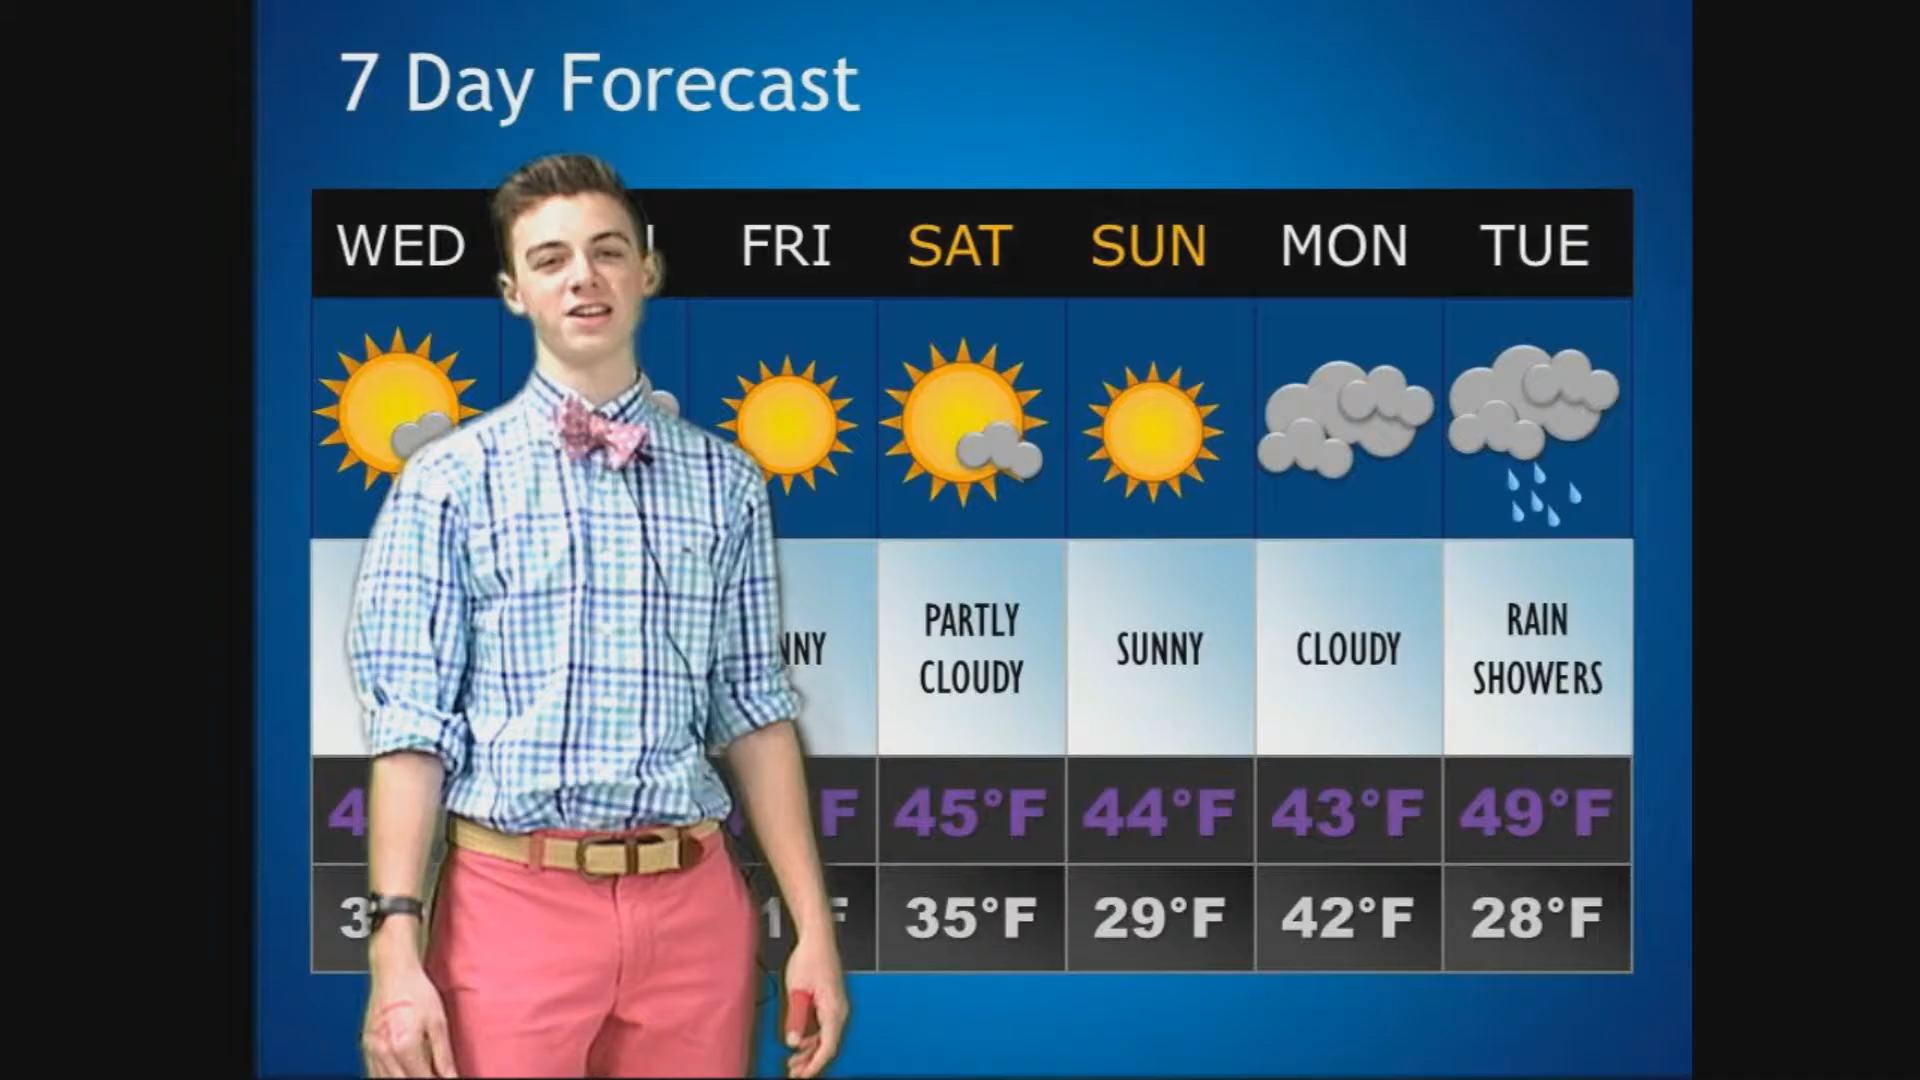 7 Day Forecast
WED FRI SAT SUN MON TUE
PARTLY CLOUDY
SUNNY
CLOUDY
RAIN SHOWERS
45°F 44°F 43°F 49°F
35°F 29°F 42°F 28°F